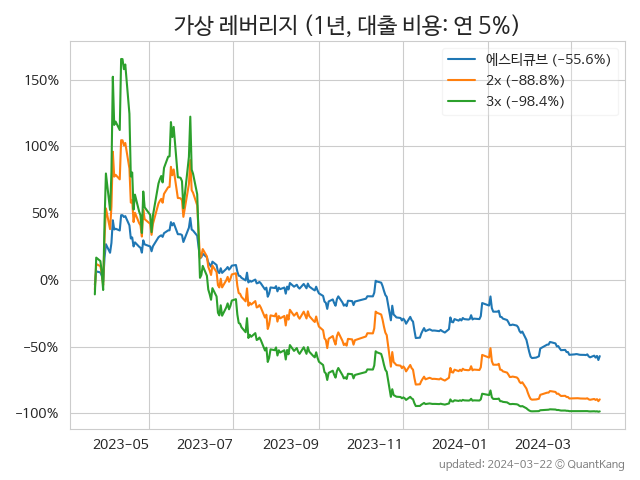 가상 레버리지 (1년, 대출 비용: 연 5%)
에스티큐브 (-55.6%)
2x (-88.8%)
3x (-98.4%)
150%
100%
50%
0%
-50%
-100%
2023-05 2023-07 2023-09 2023-11 2024-01 2024-03
updated: 2024-03-22 © QuantKang